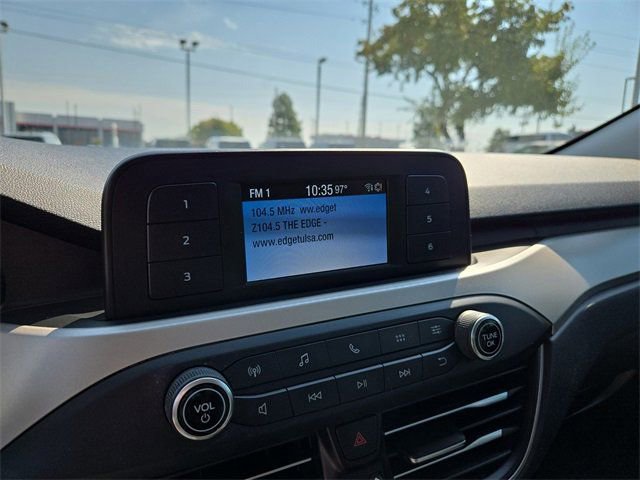 FM 1 10:35 97°
104.5 MHz ww.edget
Z104.5 THE EDGE -
www.edgetulsa.com
1
2
3
4
5
6
VOL
TUNE
OK